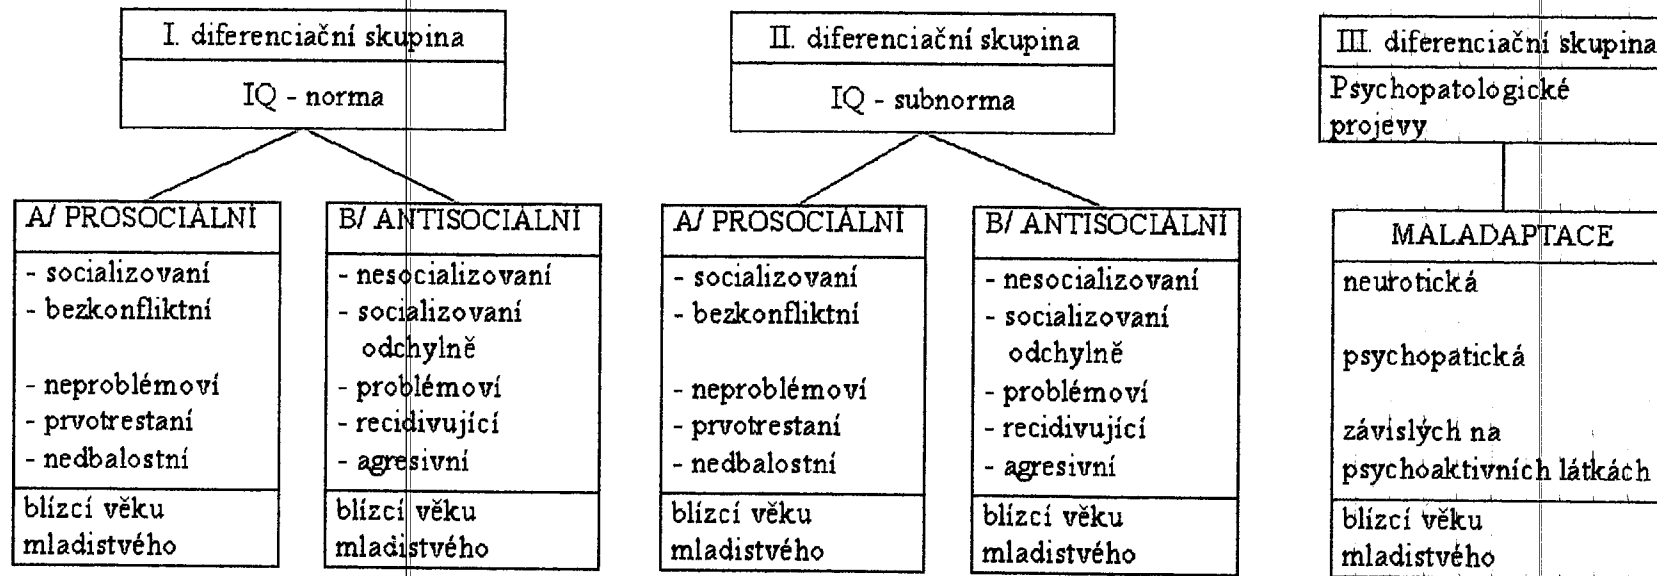 I. diferenciační skupina
IQ - norma
A/ PROSOCIÁLNÍ
- socializovaní
- bezkonfliktní
- neproblémoví
- prvotrestaní
- nedbalostní
blízcí věku
mladistvého
B/ ANTISOCIÁLNÍ
- nesocializovaní
- socializovaní
odchylně
- problémoví
- recidivující
- agresivní
blízcí věku
mladistvého
II. diferenciační skupina
IQ - subnorma
A/ PROSOCIÁLNÍ
- socializovaní
- bezkonfliktní
- neproblémoví
- prvotrestaní
- nedbalostní
blízcí věku
mladistvého
B/ ANTISOCIÁLNÍ
- nesocializovaní
- socializovaní
odchylně
- problémoví
- recidivující
- agresivní
blízcí věku
mladistvého
III. diferenciační skupina
Psychopatologické
projevy
MALADAPTACE
neurotická
psychopatická
závislých na
psychoaktivních látkách
blízcí věku
mladistvého